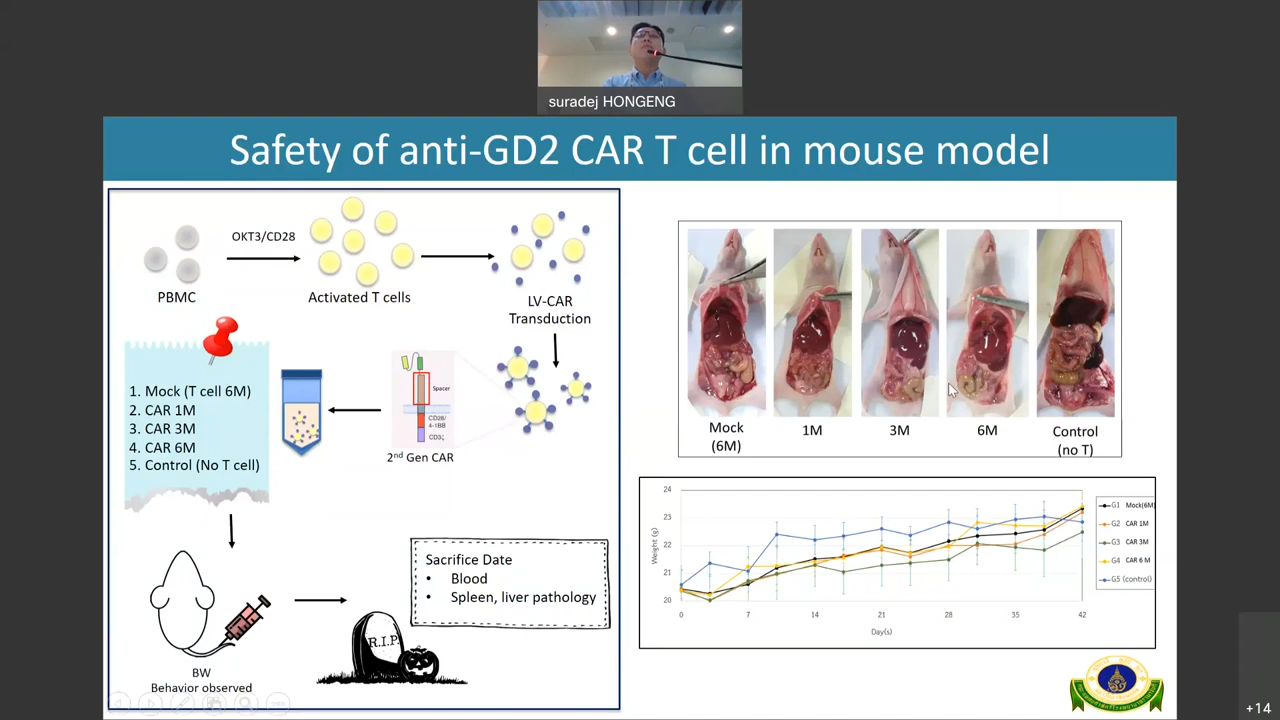 suradej HONGENG
Safety of anti-GD2 CAR T cell in mouse model
OKT3/CD28
PBMC
Activated T cells
LV-CAR
Transduction
1. Mock (T cell 6M)
2. CAR 1M
3. CAR 3M
4. CAR 6M
5. Control (No T cell)
Spacer
CD28/
4-1BB
CD3ζ
2nd Gen CAR
Sacrifice Date
• Blood
• Spleen, liver pathology
R.I.P.
BW
Behavior observed
Mock
(6M)
1M
3M
6M
Control
(no T)
24
23
22
21
20
Weight (g)
0
7
14
21
28
35
42
Day(s)
G1 Mock(6M)
G2 CAR 1M
G3 CAR 3M
G4 CAR 6 M
G5 (control)
+14